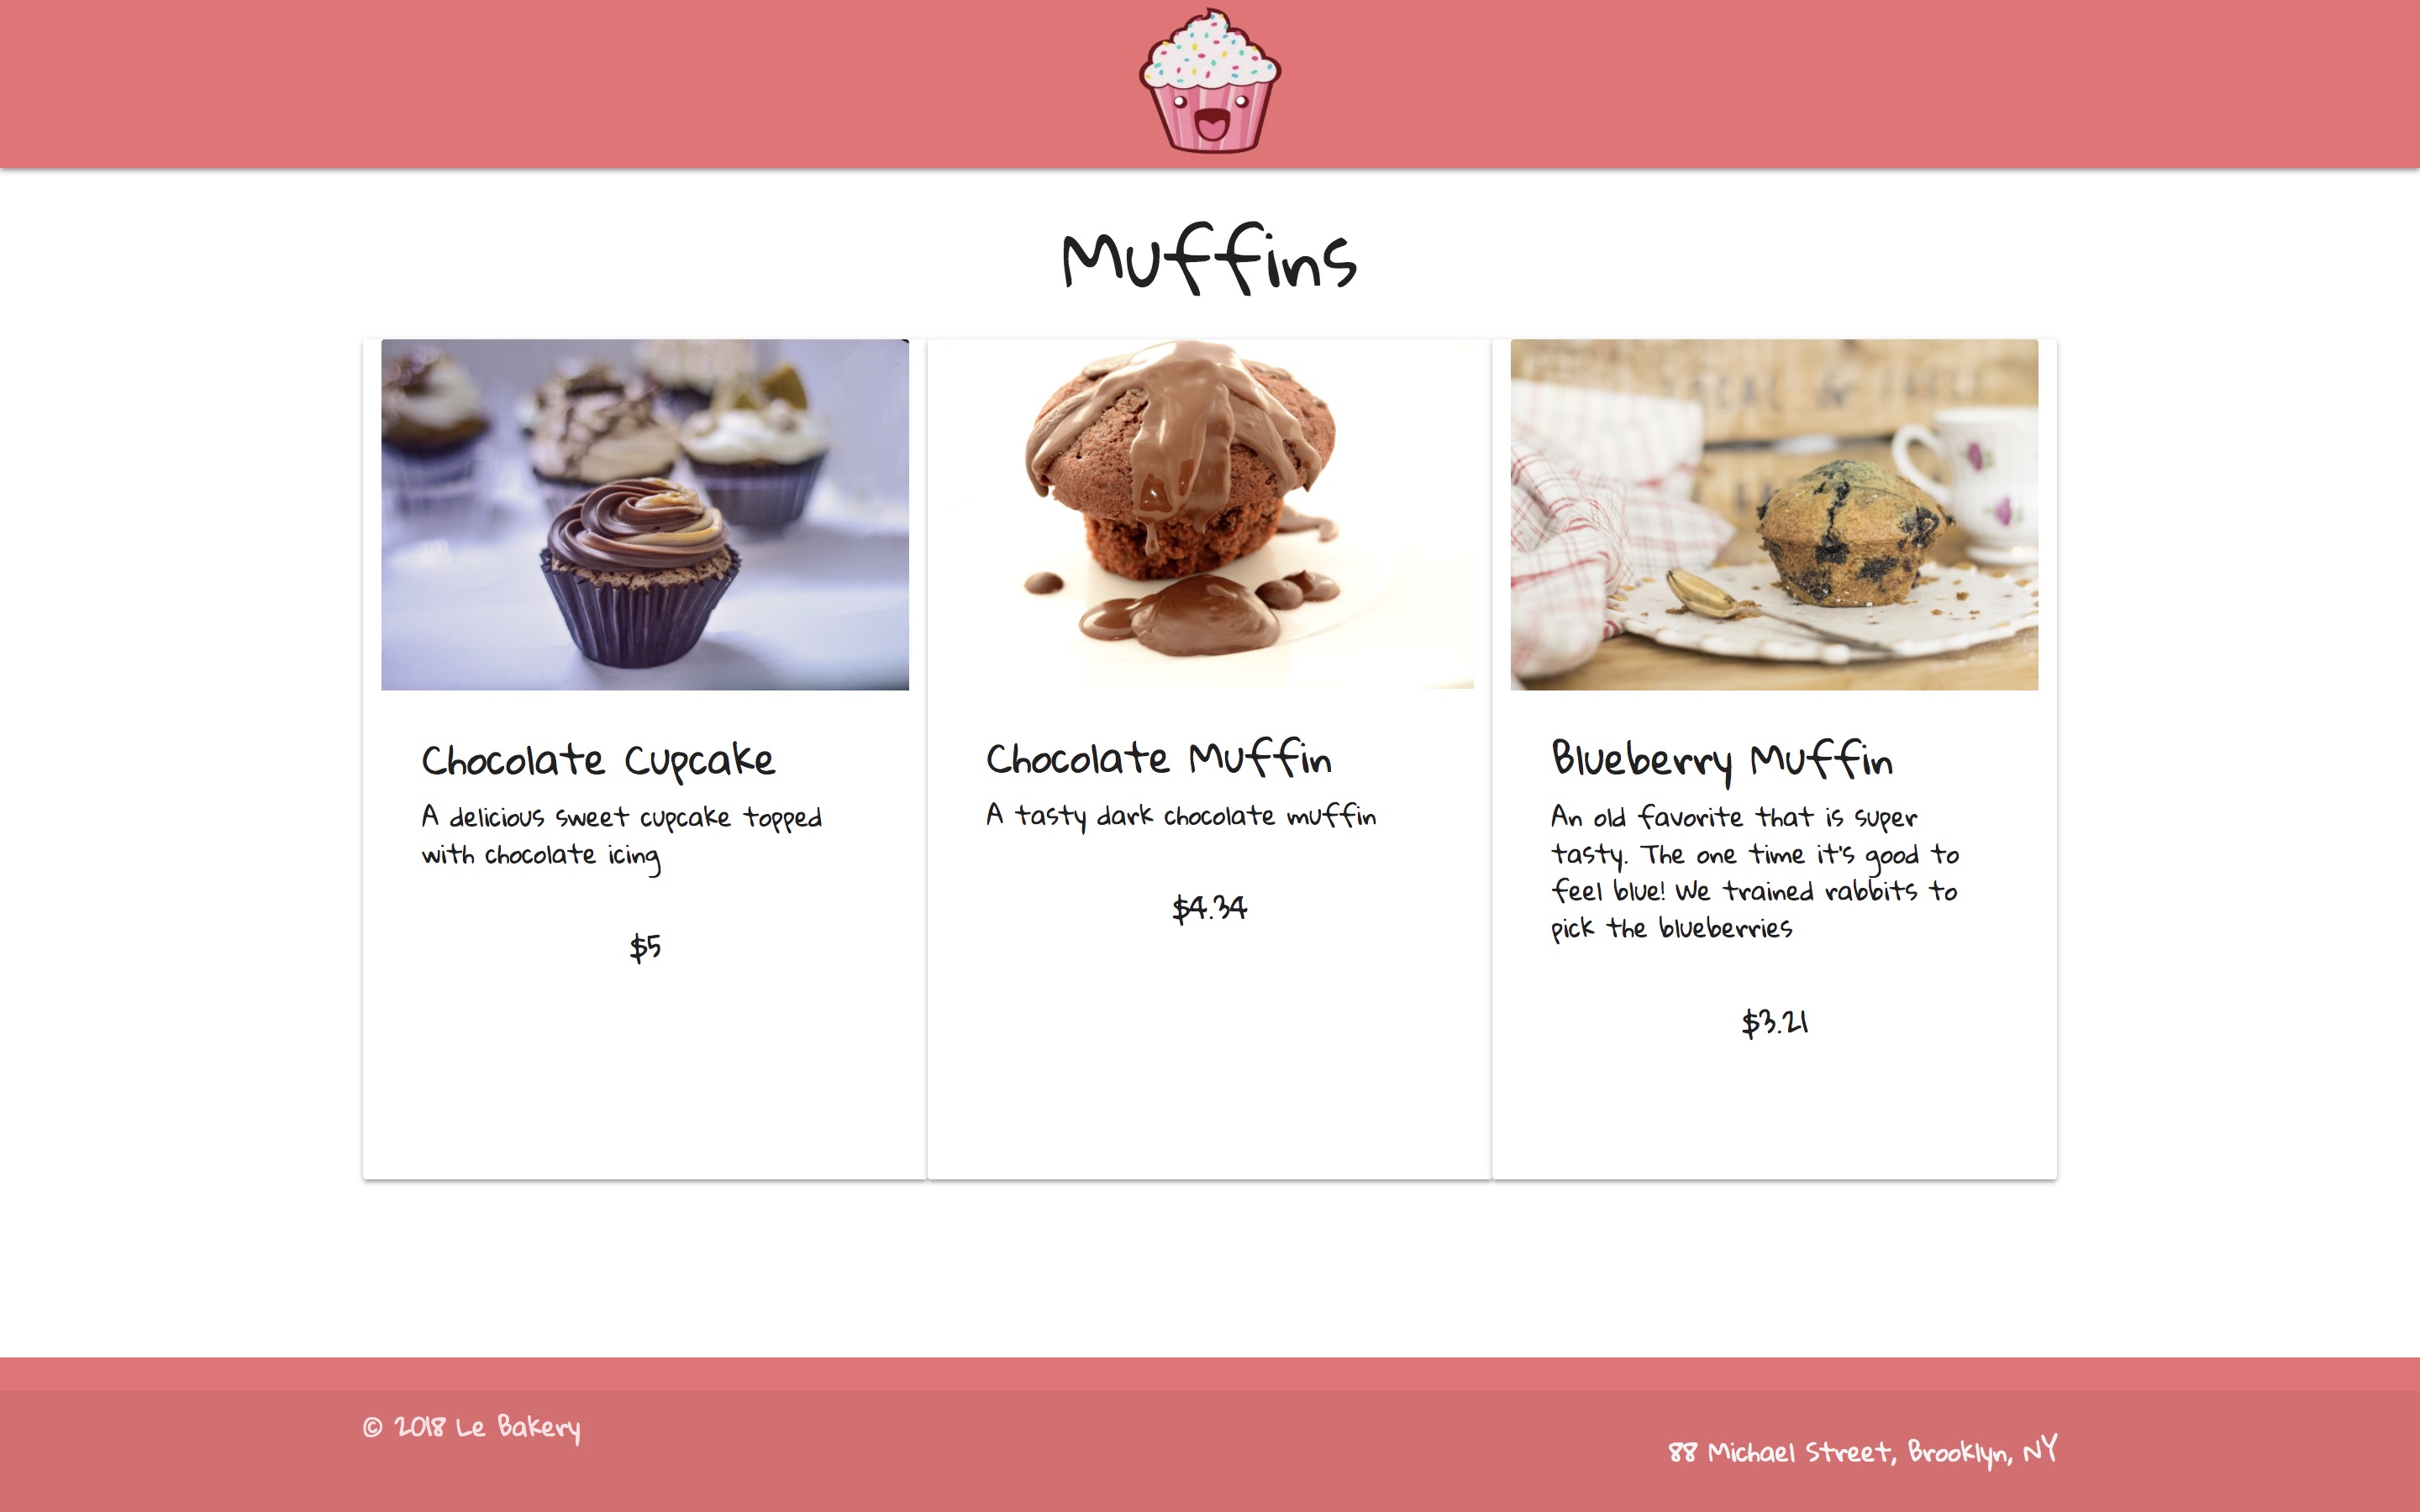 Muffins
Chocolate Cupcake
A delicious sweet cupcake topped
with chocolate icing
$5
Chocolate Muffin
A tasty dark chocolate muffin
$4.34
Blueberry Muffin
An old favorite that is super
tasty. The one time it's good to
feel blue! We trained rabbits to
pick the blueberries
$3.21
© 2018 Le Bakery
88 Michael Street, Brooklyn, NY